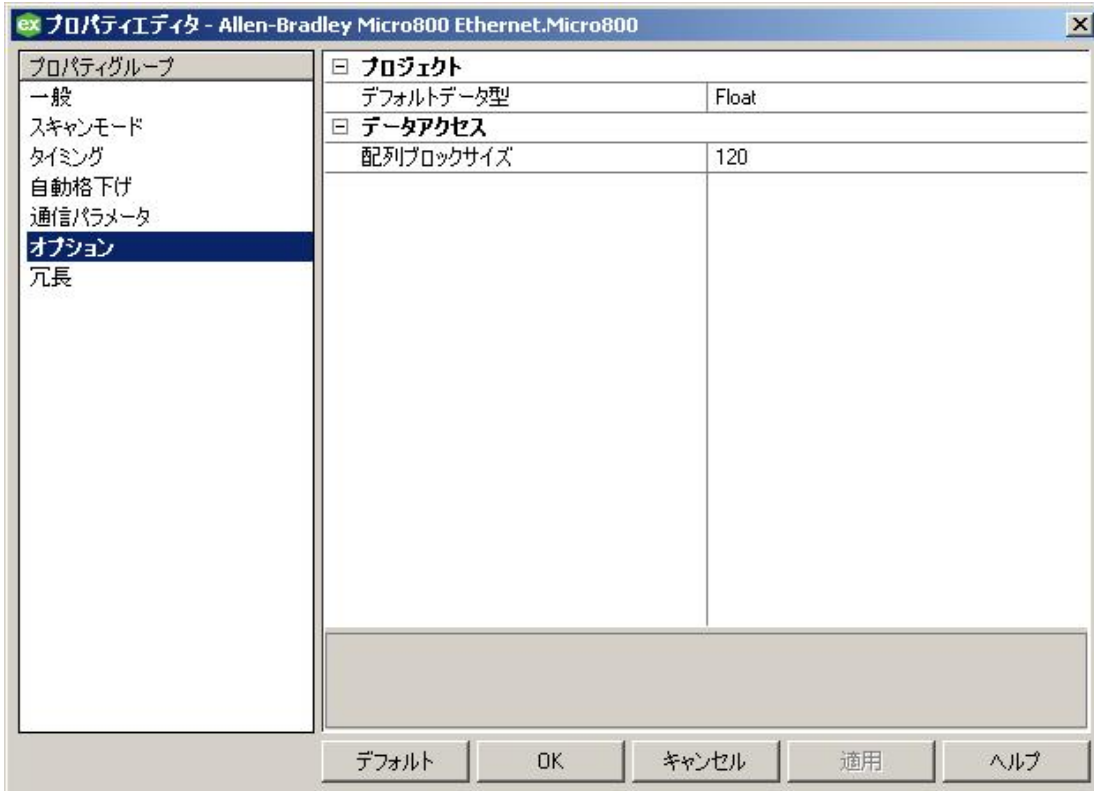 ex プロパティエディタ - Allen-Bradley Micro800 Ethernet.Micro800
プロパティグループ
一般
スキャンモード
タイミング
自動格下げ
通信パラメータ
オプション
冗長
プロジェクト
デフォルトデータ型 Float
データアクセス
配列ブロックサイズ 120
デフォルト OK キャンセル 適用 ヘルプ